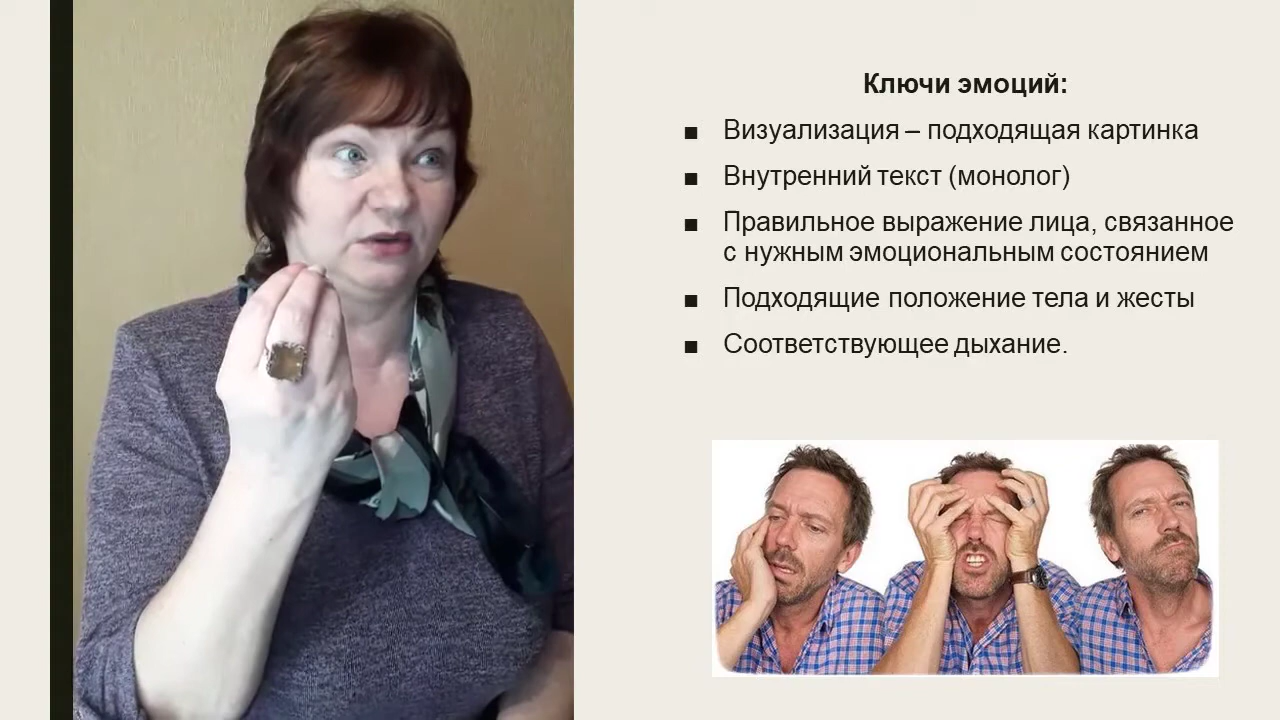 Ключи эмоций:
■ Визуализация – подходящая картинка
■ Внутренний текст (монолог)
■ Правильное выражение лица, связанное
с нужным эмоциональным состоянием
■ Подходящие положение тела и жесты
■ Соответствующее дыхание.